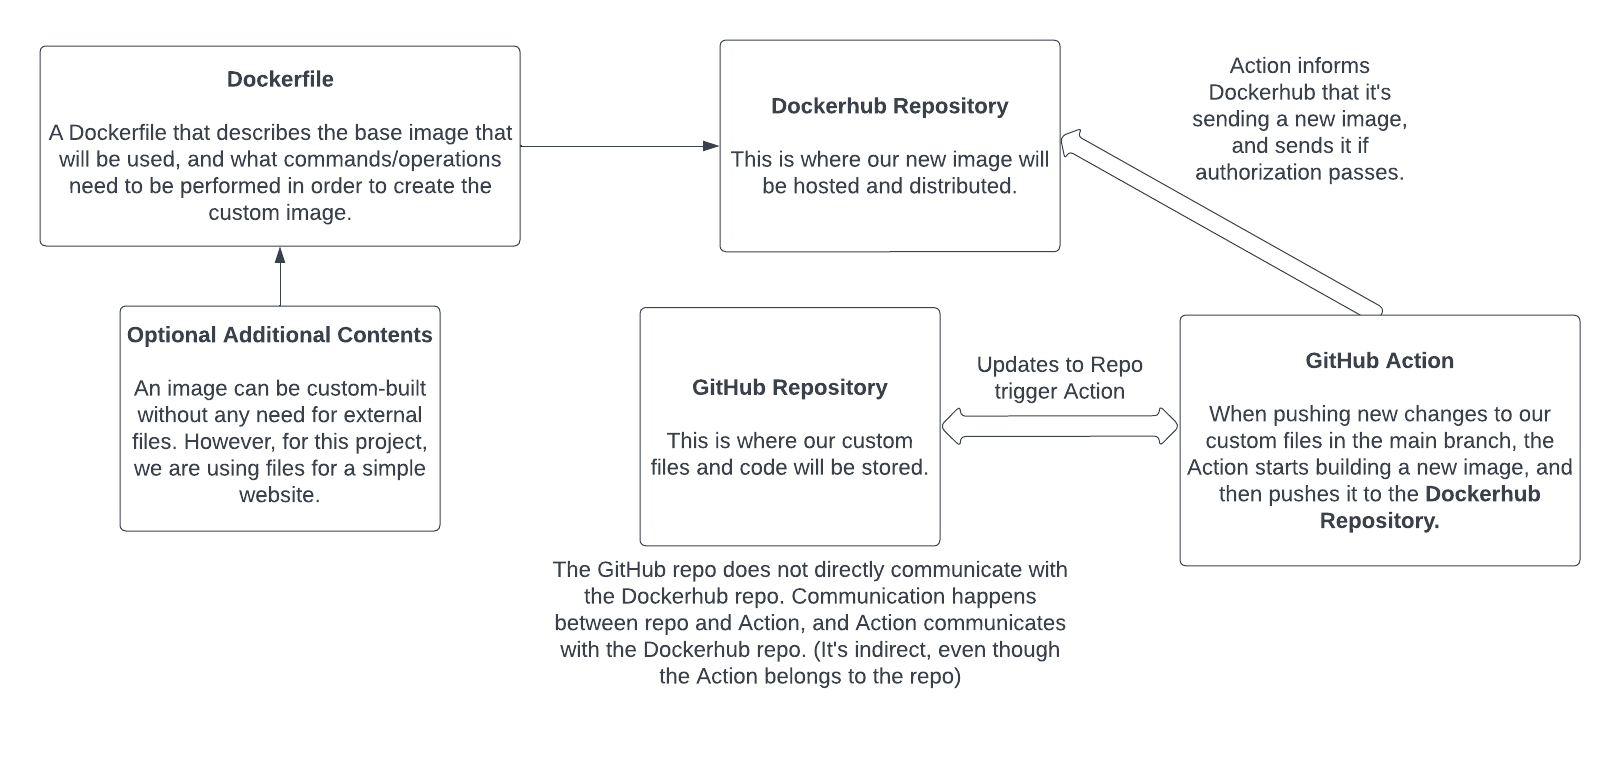 Dockerfile
A Dockerfile that describes the base image that
will be used, and what commands/operations
need to be performed in order to create the
custom image.
Dockerhub Repository
This is where our new image will
be hosted and distributed.
Action informs
Dockerhub that it's
sending a new image,
and sends it if
authorization passes.
Optional Additional Contents
An image can be custom-built
without any need for external
files. However, for this project,
we are using files for a simple
website.
GitHub Repository
This is where our custom
files and code will be stored.
Updates to Repo
trigger Action
GitHub Action
When pushing new changes to our
custom files in the main branch, the
Action starts building a new image, and
then pushes it to the Dockerhub
Repository.
The GitHub repo does not directly communicate with
the Dockerhub repo. Communication happens
between repo and Action, and Action communicates
with the Dockerhub repo. (It's indirect, even though
the Action belongs to the repo)